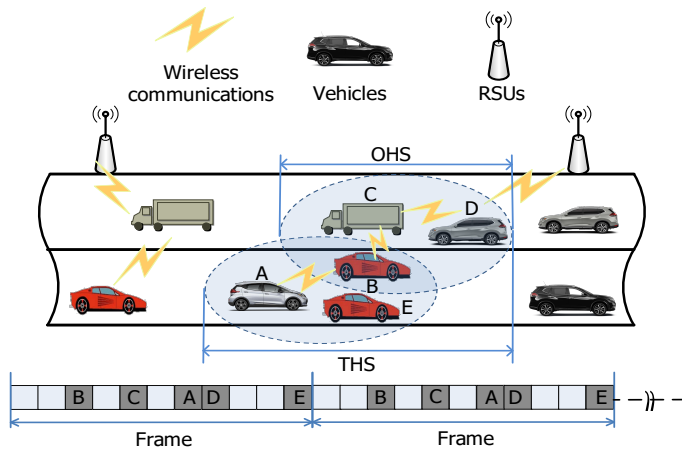 Wireless
communications
Vehicles
RSUs
OHS
C
D
A
B
E
THS
B C A D E B C A D E
Frame Frame